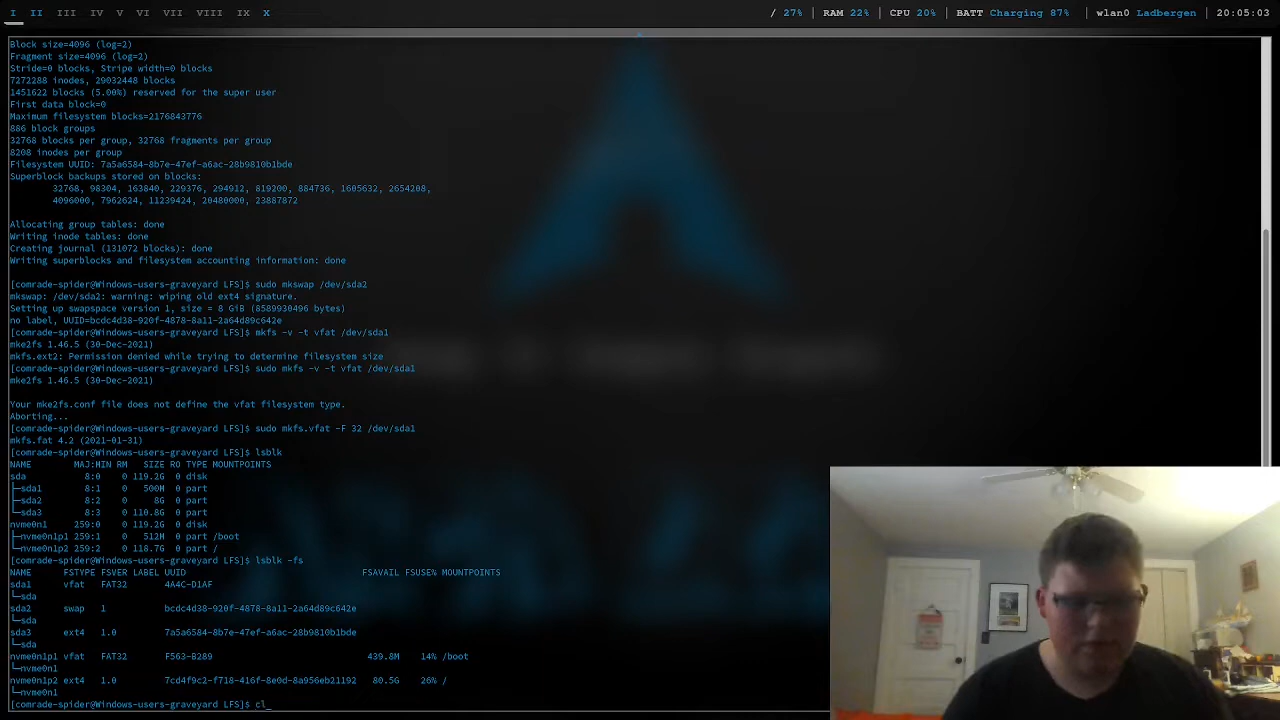 I II III IV V VI VII VIII IX X / 27% | RAM 22% | CPU 20% | BATT Charging 87% | wlan0 Ladbergen | 20:05:03
Block size=4096 (log=2)
Fragment size=4096 (log=2)
Stride=0 blocks, Stripe width=0 blocks
7272288 inodes, 29032448 blocks
1451622 blocks (5.00%) reserved for the super user
First data block=0
Maximum filesystem blocks=2176843776
886 block groups
32768 blocks per group, 32768 fragments per group
8208 inodes per group
Filesystem UUID: 7a5a6584-8b7e-47ef-a6ac-28b9810b1bde
Superblock backups stored on blocks:
32768, 98304, 163840, 229376, 294912, 819200, 884736, 1605632, 2654208,
4096000, 7962624, 11239424, 20480000, 23887872
Allocating group tables: done
Writing inode tables: done
Creating journal (131072 blocks): done
Writing superblocks and filesystem accounting information: done
[comrade-spider@Windows-users-graveyard LFS]$ sudo mkswap /dev/sda2
mkswap: /dev/sda2: warning: wiping old ext4 signature.
Setting up swapspace version 1, size = 8 GiB (8589930496 bytes)
no label, UUID=bcdc4d38-920f-4878-8a11-2a64d89c642e
[comrade-spider@Windows-users-graveyard LFS]$ mkfs -v -t vfat /dev/sda1
mke2fs 1.46.5 (30-Dec-2021)
mkfs.ext2: Permission denied while trying to determine filesystem size
[comrade-spider@Windows-users-graveyard LFS]$ sudo mkfs -v -t vfat /dev/sda1
mke2fs 1.46.5 (30-Dec-2021)
Your mke2fs.conf file does not define the vfat filesystem type.
Aborting...
[comrade-spider@Windows-users-graveyard LFS]$ sudo mkfs.vfat -F 32 /dev/sda1
mkfs.fat 4.2 (2021-01-31)
[comrade-spider@Windows-users-graveyard LFS]$ lsblk
NAME MAJ:MIN RM SIZE RO TYPE MOUNTPOINTS
sda 8:0 0 119.2G 0 disk
├─sda1 8:1 0 500M 0 part
├─sda2 8:2 0 8G 0 part
└─sda3 8:3 0 110.8G 0 part
nvme0n1 259:0 0 119.2G 0 disk
├─nvme0n1p1 259:1 0 512M 0 part /boot
└─nvme0n1p2 259:2 0 118.7G 0 part /
[comrade-spider@Windows-users-graveyard LFS]$ lsblk -fs
NAME FSTYPE FSVER LABEL UUID FSAVAIL FSUSE% MOUNTPOINTS
sda1 vfat FAT32 4A4C-D1AF
└─sda
sda2 swap 1 bcdc4d38-920f-4878-8a11-2a64d89c642e
└─sda
sda3 ext4 1.0 7a5a6584-8b7e-47ef-a6ac-28b9810b1bde
└─sda
nvme0n1p1 vfat FAT32 F563-B289 439.8M 14% /boot
└─nvme0n1
nvme0n1p2 ext4 1.0 7cd4f9c2-f718-416f-8e0d-8a956eb21192 80.5G 26% /
└─nvme0n1
[comrade-spider@Windows-users-graveyard LFS]$ cl_